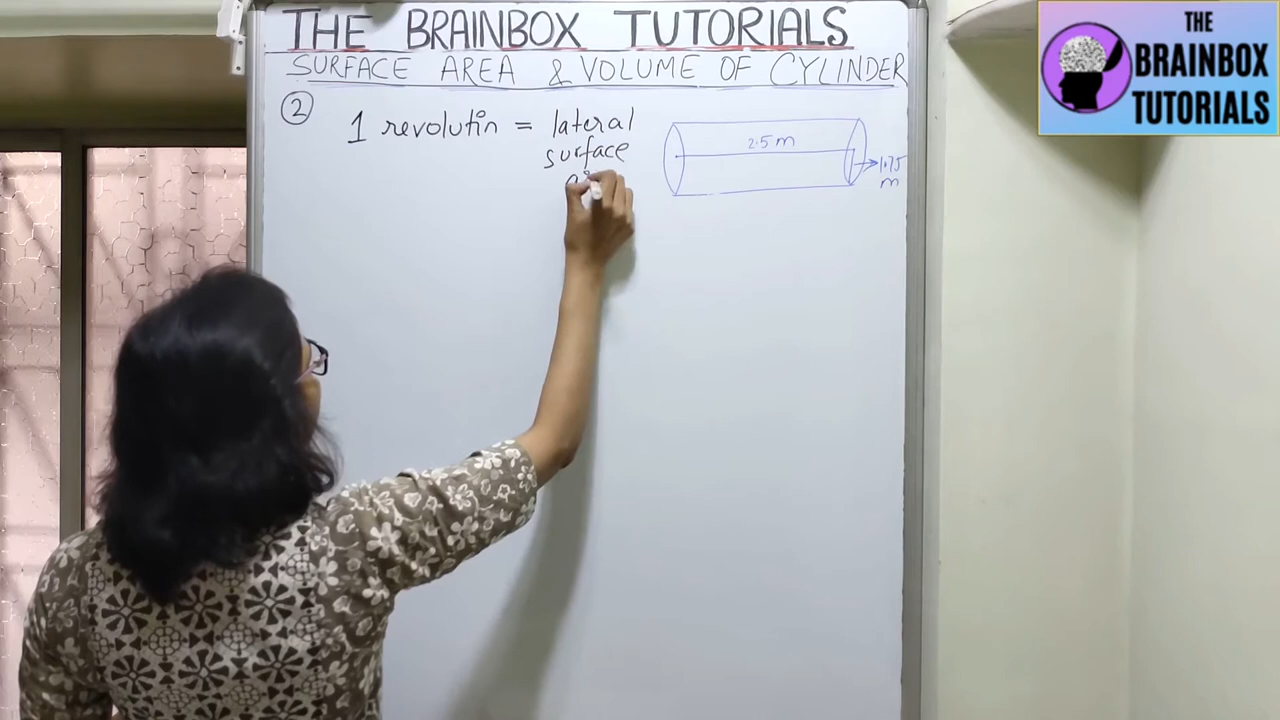 THE BRAINBOX TUTORIALS
SURFACE AREA & VOLUME OF CYLINDER
2 1 revolutin = lateral
surface
2.5 m
1.75
m
THE
BRAINBOX
TUTORIALS